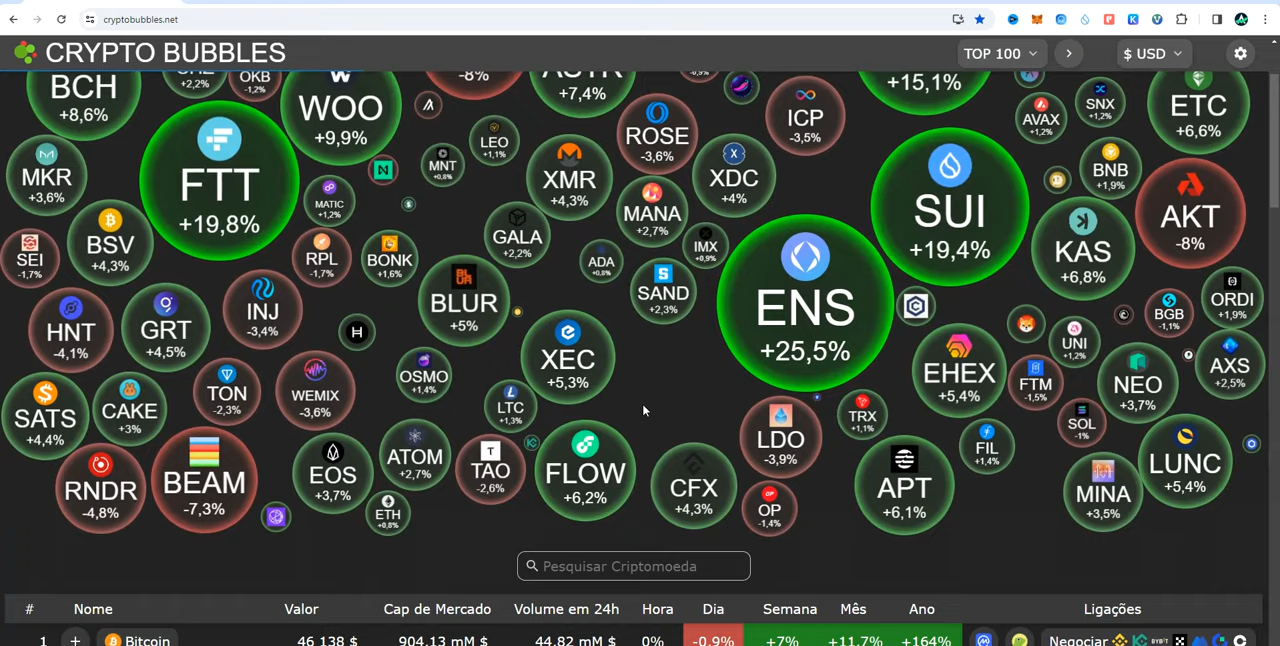 cryptobubbles.net
CRYPTO BUBBLES
TOP 100
$ USD
BCH
+8,6%
+2,2%
OKB
-1,2%
WOO
+9,9%
-8%
+7,4%
-0,9%
ICP
-3,5%
+15,1%
AVAX
+1,2%
SNX
+1,2%
ETC
+6,6%
MKR
+3,6%
FTT
+19,8%
LEO
+1,1%
MNT
+0,8%
ROSE
-3,6%
XMR
+4,3%
XDC
+4%
BNB
+1,9%
SUI
+19,4%
AKT
-8%
MATIC
+1,2%
MANA
+2,7%
KAS
+6,8%
SEI
-1,7%
BSV
+4,3%
RPL
-1,7%
BONK
+1,6%
GALA
+2,2%
ADA
+0,8%
IMX
+0,9%
SAND
+2,3%
ENS
+25,5%
ORDI
+1,9%
BGB
-1,1%
HNT
-4,1%
GRT
+4,5%
INJ
-3,4%
BLUR
+5%
UNI
+1,2%
XEC
+5,3%
EHEX
+5,4%
FTM
-1,5%
NEO
+3,7%
AXS
+2,5%
SATS
+4,4%
CAKE
+3%
TON
-2,3%
WEMIX
-3,6%
OSMO
+1,4%
LTC
+1,3%
TRX
+1,1%
SOL
-1%
LDO
-3,9%
FIL
+1,4%
RNDR
-4,8%
BEAM
-7,3%
EOS
+3,7%
ATOM
+2,7%
TAO
-2,6%
FLOW
+6,2%
CFX
+4,3%
OP
-1,4%
APT
+6,1%
MINA
+3,5%
LUNC
+5,4%
ETH
+0,8%
Pesquisar Criptomoeda
# Nome Valor Cap de Mercado Volume em 24h Hora Dia Semana Mês Ano Ligações
1 + Bitcoin 46 138 $ 904,13 mM $ 44,82 mM $ 0% -0,9% +7% +11,7% +164% Negociar